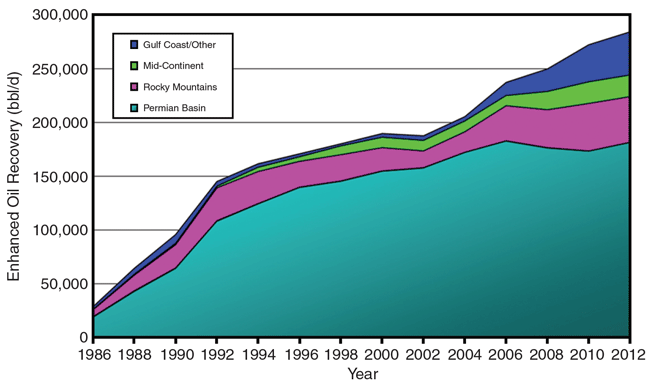 Enhanced Oil Recovery (bbl/d)
300,000
250,000
200,000
150,000
100,000
50,000
0
Gulf Coast/Other
Mid-Continent
Rocky Mountains
Permian Basin
1986 1988 1990 1992 1994 1996 1998 2000 2002 2004 2006 2008 2010 2012
Year